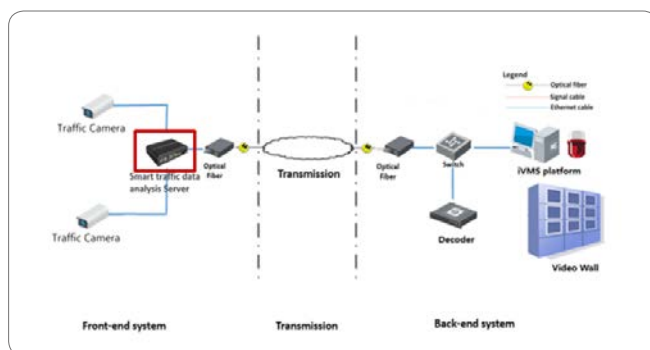 Legend
Optical fiber
Signal cable
Ethernet cable
Traffic Camera
Smart traffic data
analysis Server
Optical
Fiber
Transmission
Optical
Fiber
Switch
iVMS platform
Traffic Camera
Decoder
Video Wall
Front-end system
Transmission
Back-end system